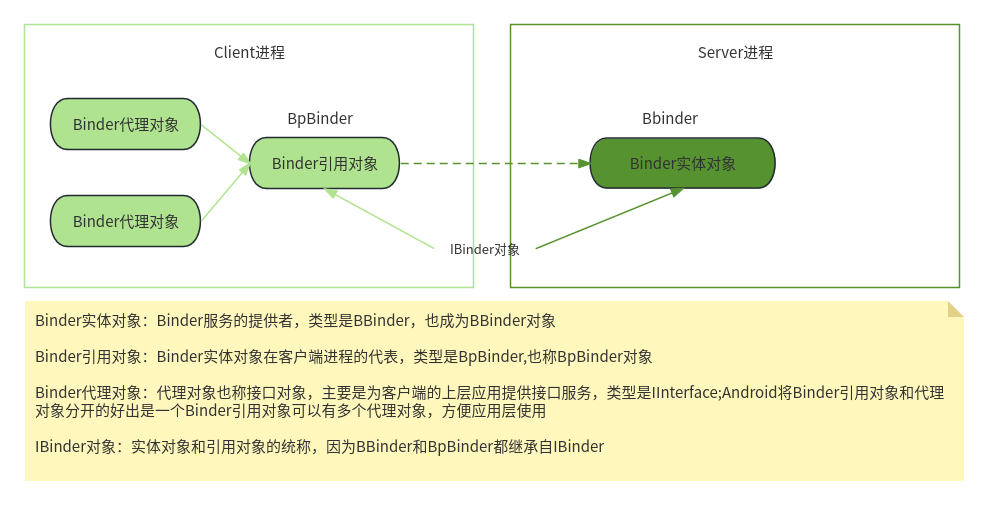 Client进程
Server进程
Binder代理对象
BpBinder
Bbinder
Binder引用对象
Binder实体对象
Binder代理对象
IBinder对象
Binder实体对象：Binder服务的提供者，类型是BBinder，也成为BBinder对象
Binder引用对象：Binder实体对象在客户端进程的代表，类型是BpBinder,也称BpBinder对象
Binder代理对象：代理对象也称接口对象，主要是为客户端的上层应用提供接口服务，类型是IInterface;Android将Binder引用对象和代理
对象分开的好出是一个Binder引用对象可以有多个代理对象，方便应用层使用
IBinder对象：实体对象和引用对象的统称，因为BBinder和BpBinder都继承自IBinder